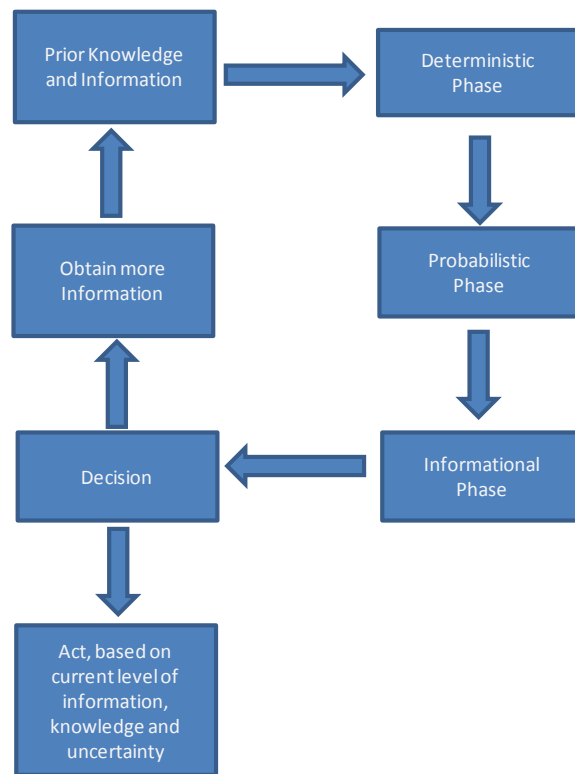 Prior Knowledge
and Information
Deterministic
Phase
Obtain more
Information
Probabilistic
Phase
Decision
Informational
Phase
Act, based on
current level of
information,
knowledge and
uncertainty